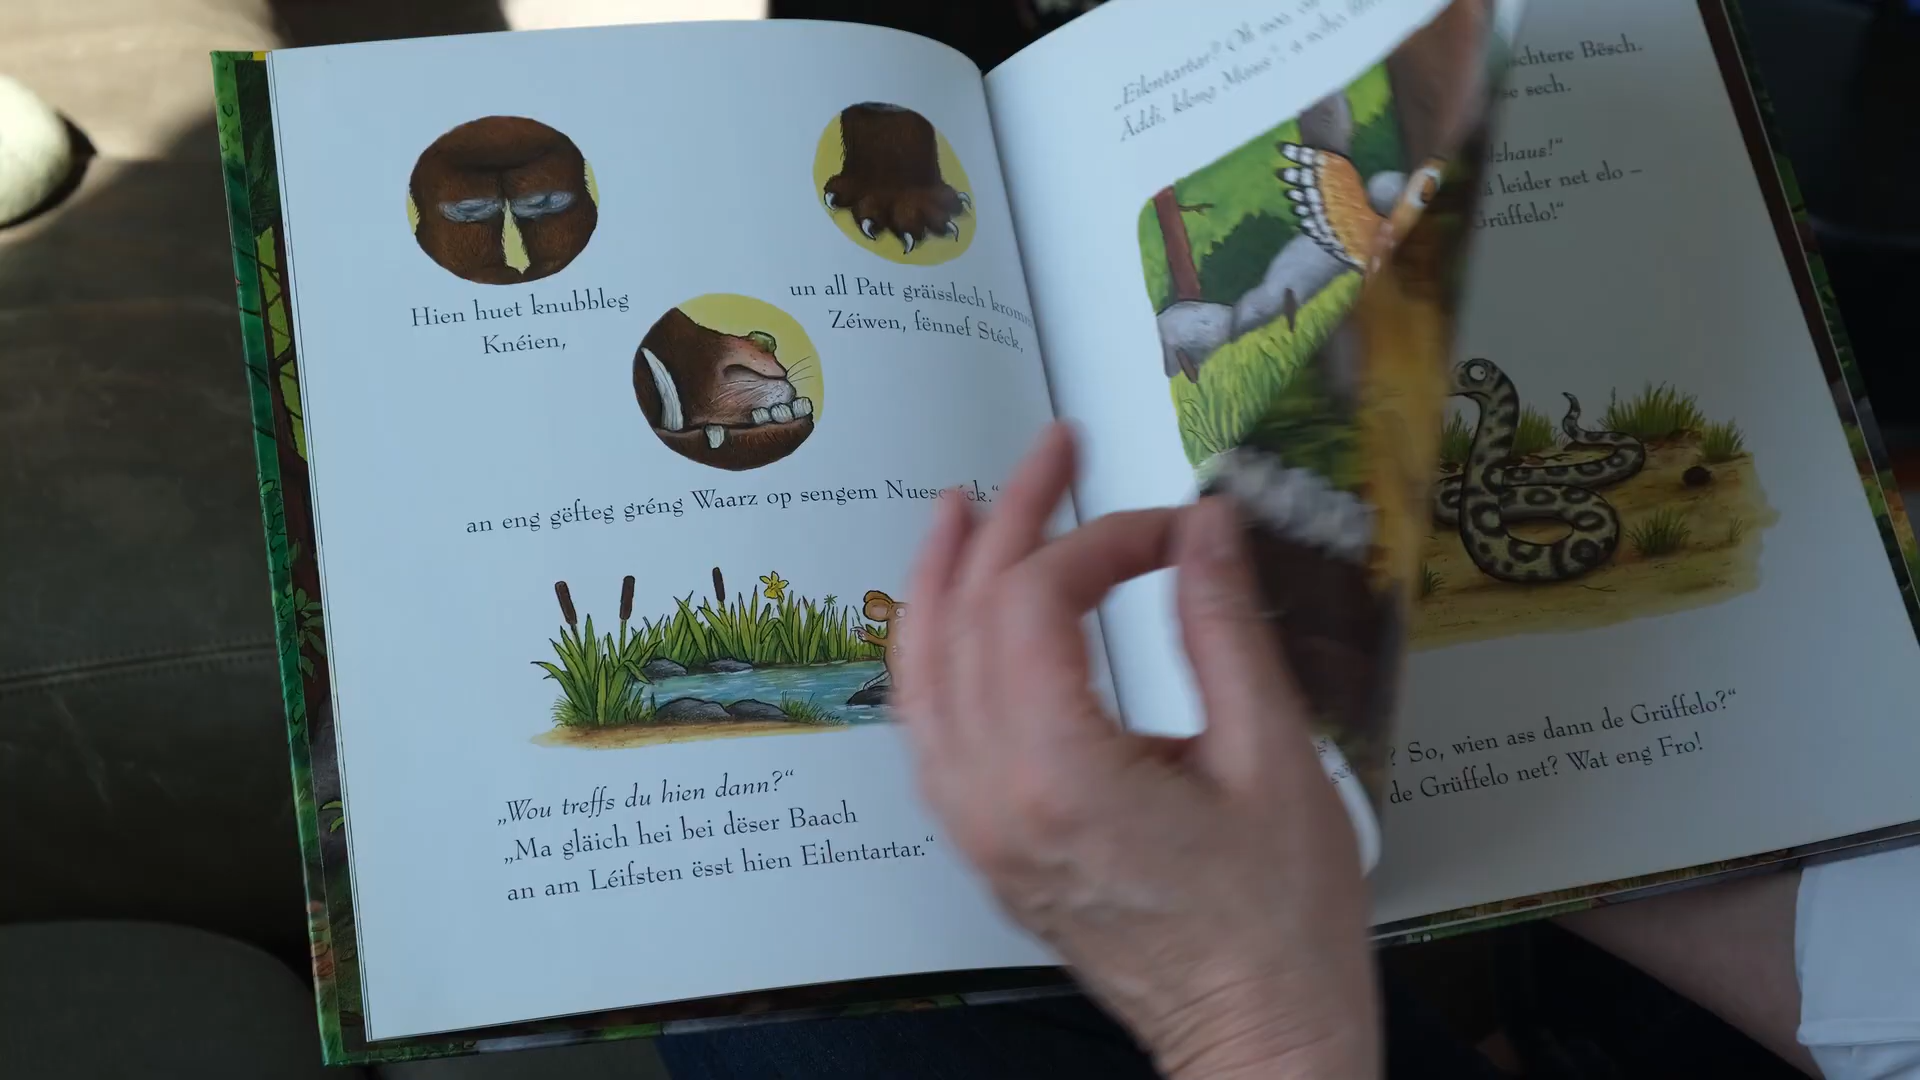 Hien huet knubbleg
Knéien,
un all Patt gräisslech kromm
Zéiwen, fënnef Stéck,
an eng gëfteg gréng Waarz op sengem
„Wou treffs du hien dann?“
„Ma gläich hei bei dëser Baach
an am Léifsten ësst hien Eilentartar.“
„Eilentartar? Oh
Äddi, kleng Maus“, a
Bësch.
sech.
leider net elo –
Grüffelo!“
? So, wien ass dann de Grüffelo?“
de Grüffelo net? Wat eng Fro!